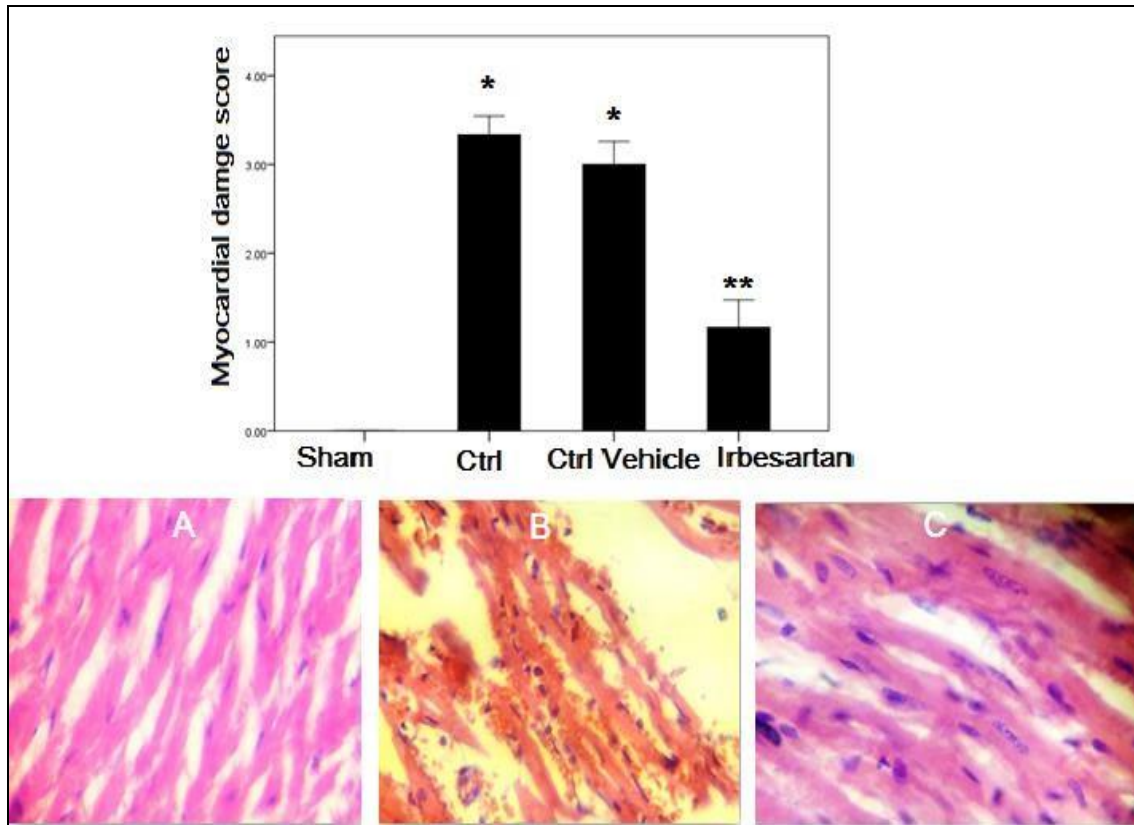 Myocardial damge score
4.00
*
*
3.00
2.00
**
1.00
0.00
Sham Ctrl Ctrl Vehicle Irbesartan
A B C